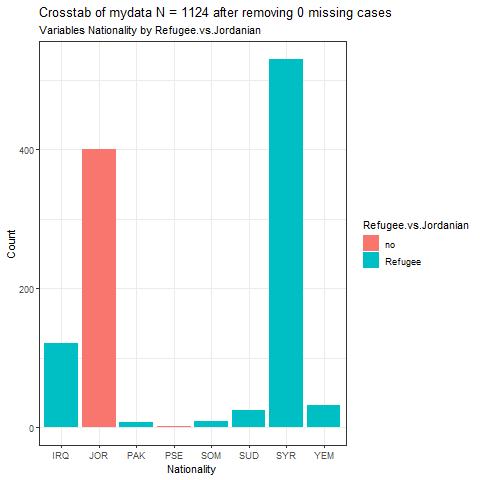 Crosstab of mydata N = 1124 after removing 0 missing cases
Variables Nationality by Refugee.vs.Jordanian
Count
400
200
0
IRQ JOR PAK PSE SOM SUD SYR YEM
Nationality
Refugee.vs.Jordanian
no
Refugee